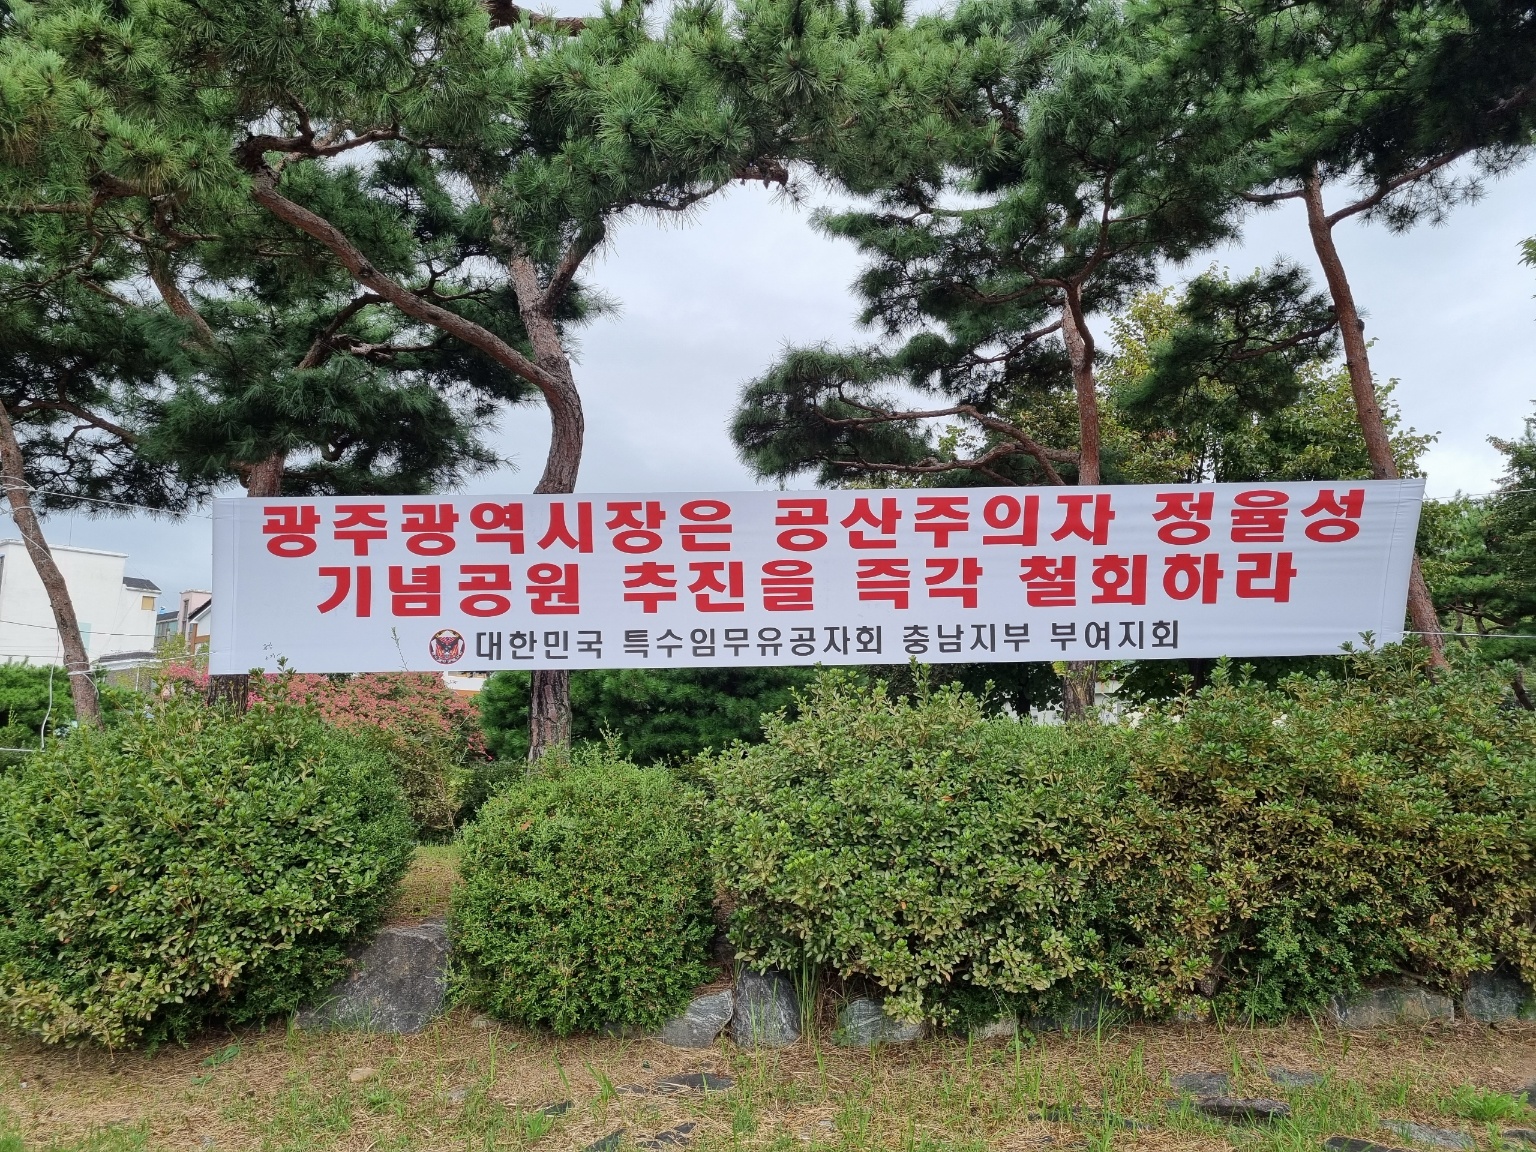 광주광역시장은 공산주의자 정율성
기념공원 추진을 즉각 철회하라
대한민국 특수임무유공자회 충남지부 부여지회